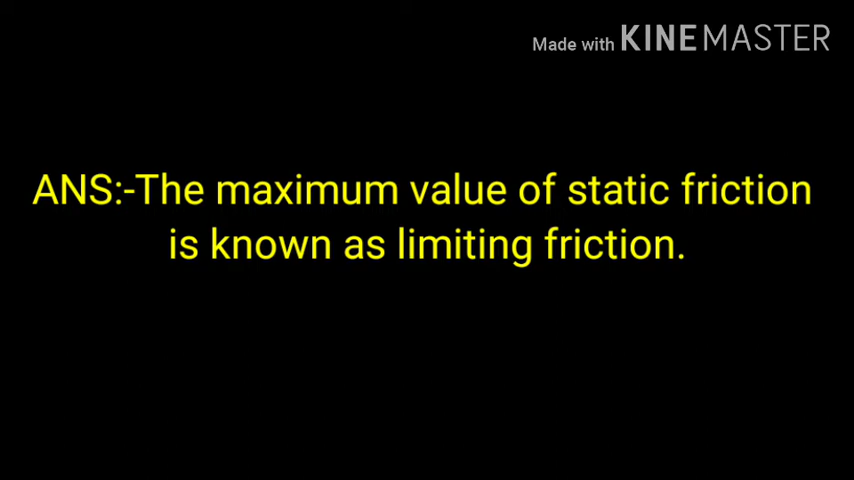 Made with KINEMASTER
ANS:-The maximum value of static friction
is known as limiting friction.